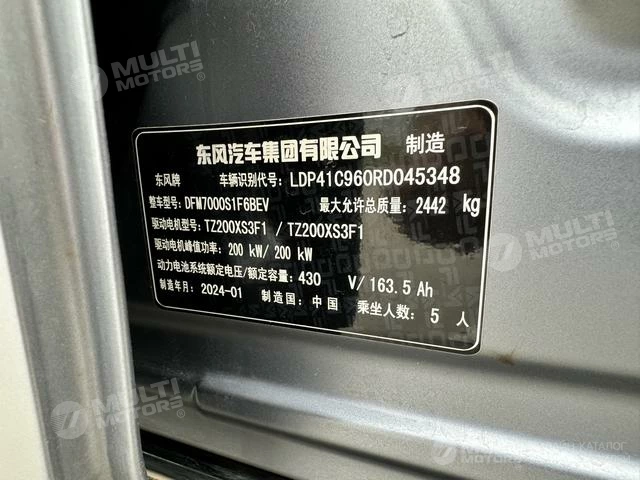 MULTI
MOTORS
东风汽车集团有限公司 制造
东风牌 车辆识别代号: LDP41C960RD045348
整车型号: DFM7000S1F6BEV 最大允许总质量: 2442 kg
驱动电机型号: TZ200XS3F1 / TZ200XS3F1
驱动电机峰值功率: 200 kW/ 200 kW
动力电池系统额定电压/额定容量: 430 V/ 163.5 Ah
制造年月: 2024-01 制造国: 中国 乘坐人数: 5 人
MULTI
MOTORS
MULTI
MOTORS
КАТАЛОГ